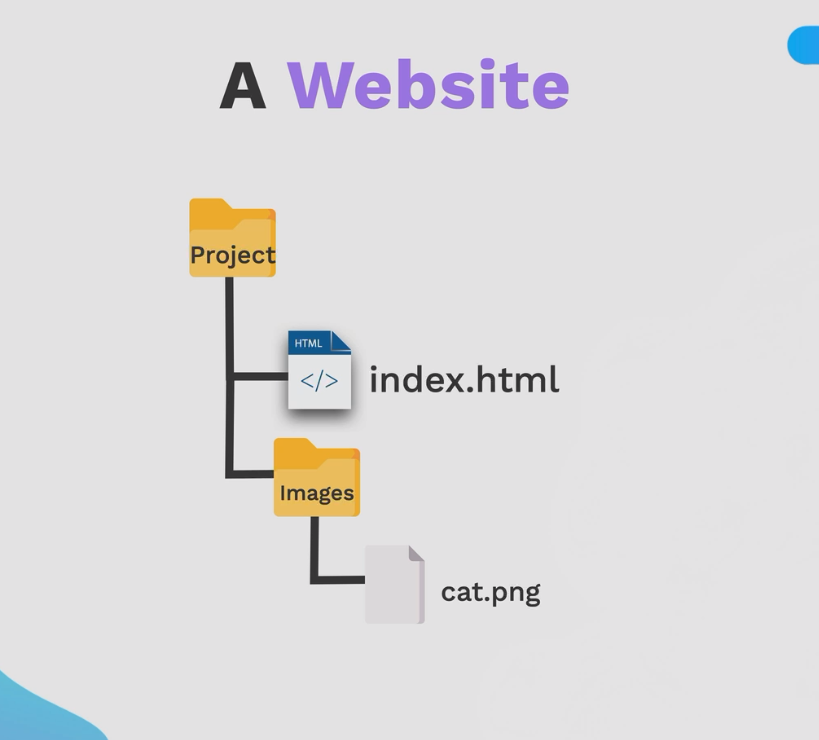 A Website
Project
HTML
</>
index.html
Images
cat.png